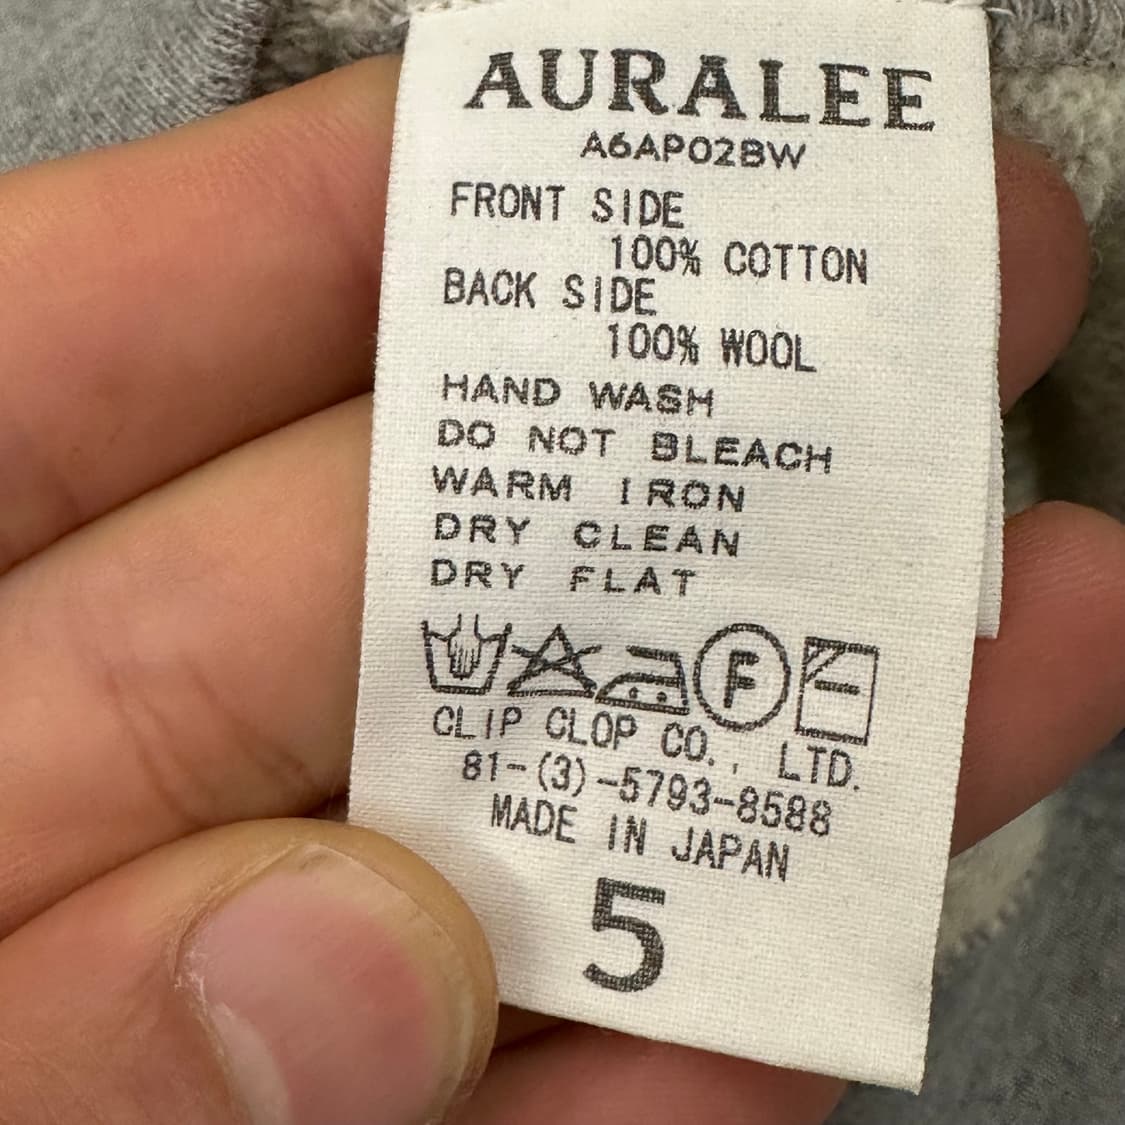 AURALEE
A6AP02BW
FRONT SIDE
100% COTTON
BACK SIDE
100% WOOL
HAND WASH
DO NOT BLEACH
WARM IRON
DRY CLEAN
DRY FLAT
F
CLIP CLOP CO., LTD.
81-(3)-5793-8588
MADE IN JAPAN
5